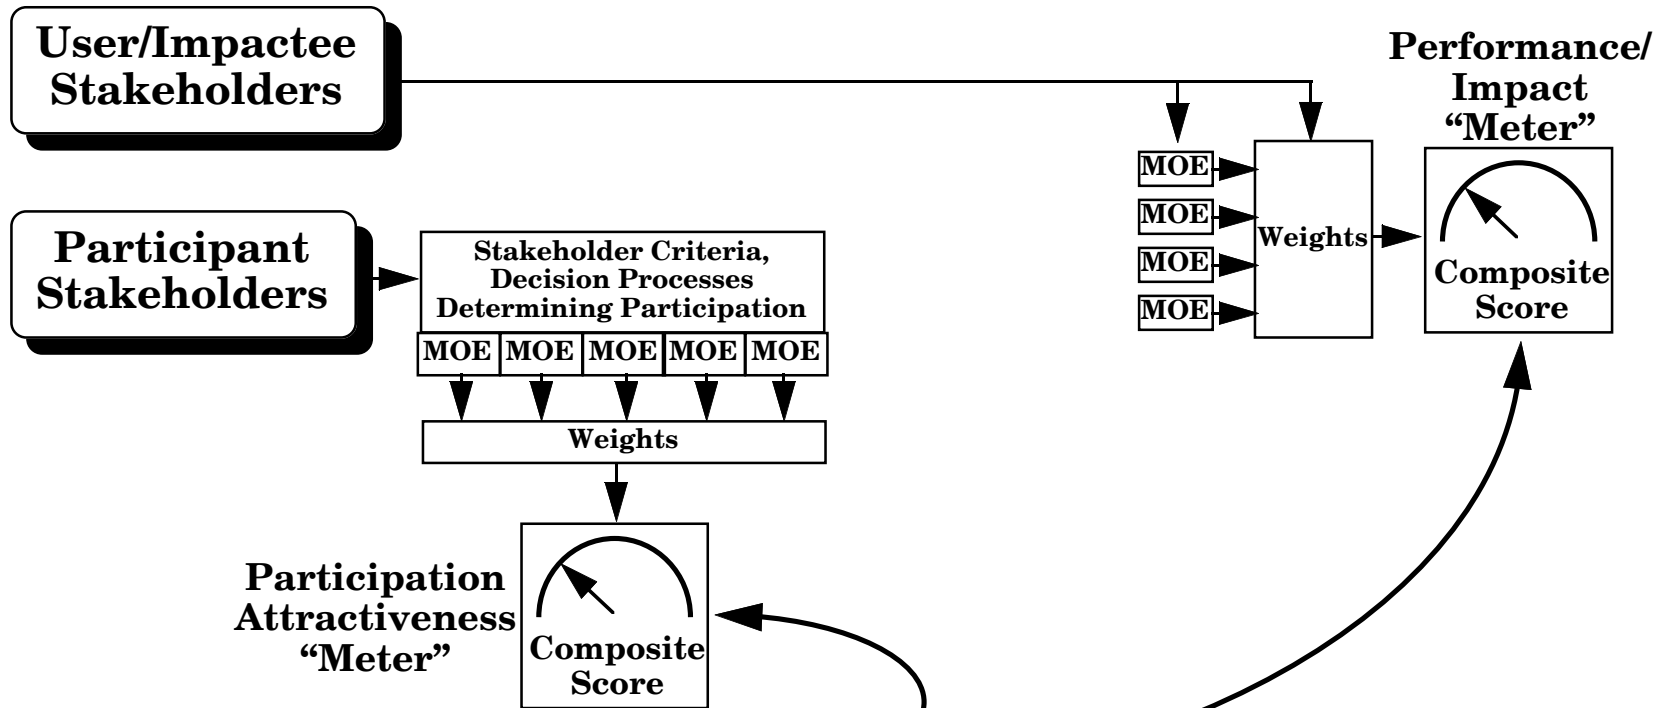 User/Impactee
Stakeholders
Performance/
Impact
“Meter”
MOE
MOE
MOE
MOE
Weights
Composite
Score
Participant
Stakeholders
Stakeholder Criteria,
Decision Processes
Determining Participation
MOE MOE MOE MOE MOE
Weights
Participation
Attractiveness
“Meter”
Composite
Score